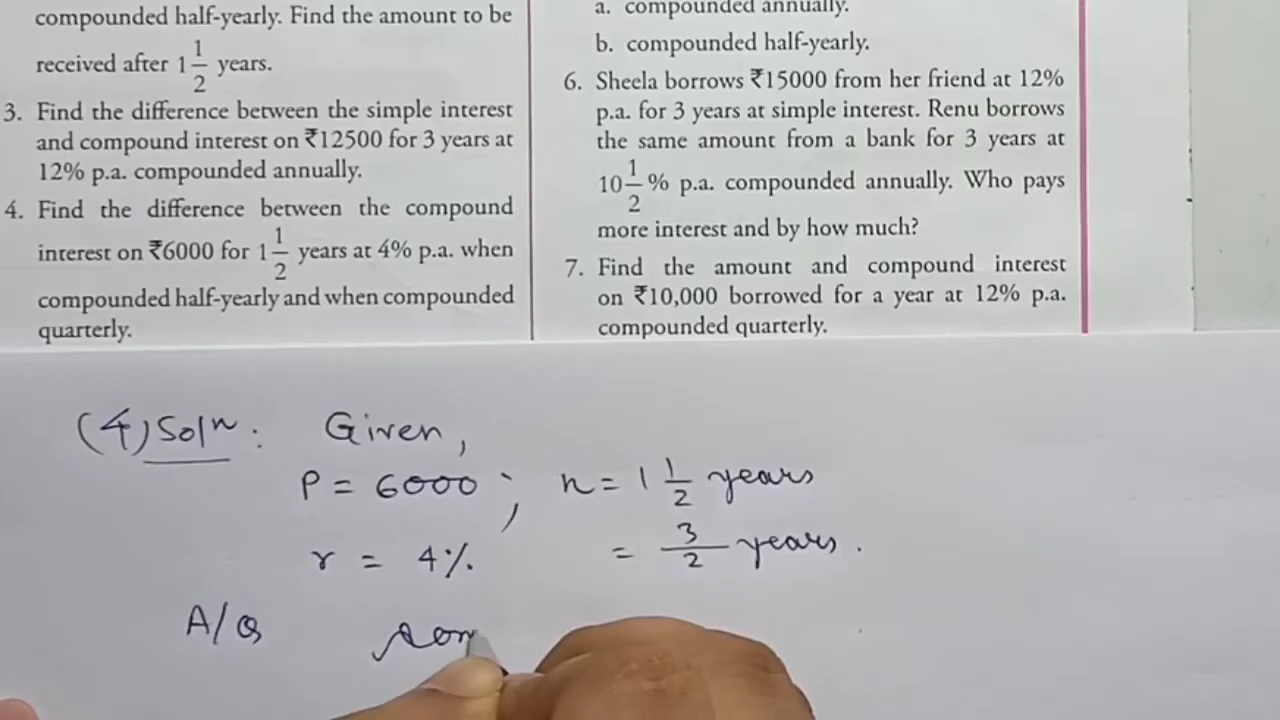 compounded half-yearly. Find the amount to be
received after 1 1/2 years.
3. Find the difference between the simple interest
and compound interest on ₹12500 for 3 years at
12% p.a. compounded annually.
4. Find the difference between the compound
interest on ₹6000 for 1 1/2 years at 4% p.a. when
compounded half-yearly and when compounded
quarterly.
a. compounded annually.
b. compounded half-yearly.
6. Sheela borrows ₹15000 from her friend at 12%
p.a. for 3 years at simple interest. Renu borrows
the same amount from a bank for 3 years at
10 1/2 % p.a. compounded annually. Who pays
more interest and by how much?
7. Find the amount and compound interest
on ₹10,000 borrowed for a year at 12% p.a.
compounded quarterly.
(4) Solⁿ: Given,
P = 6000 ; n = 1 1/2 years
r = 4% = 3/2 years.
A/Q com